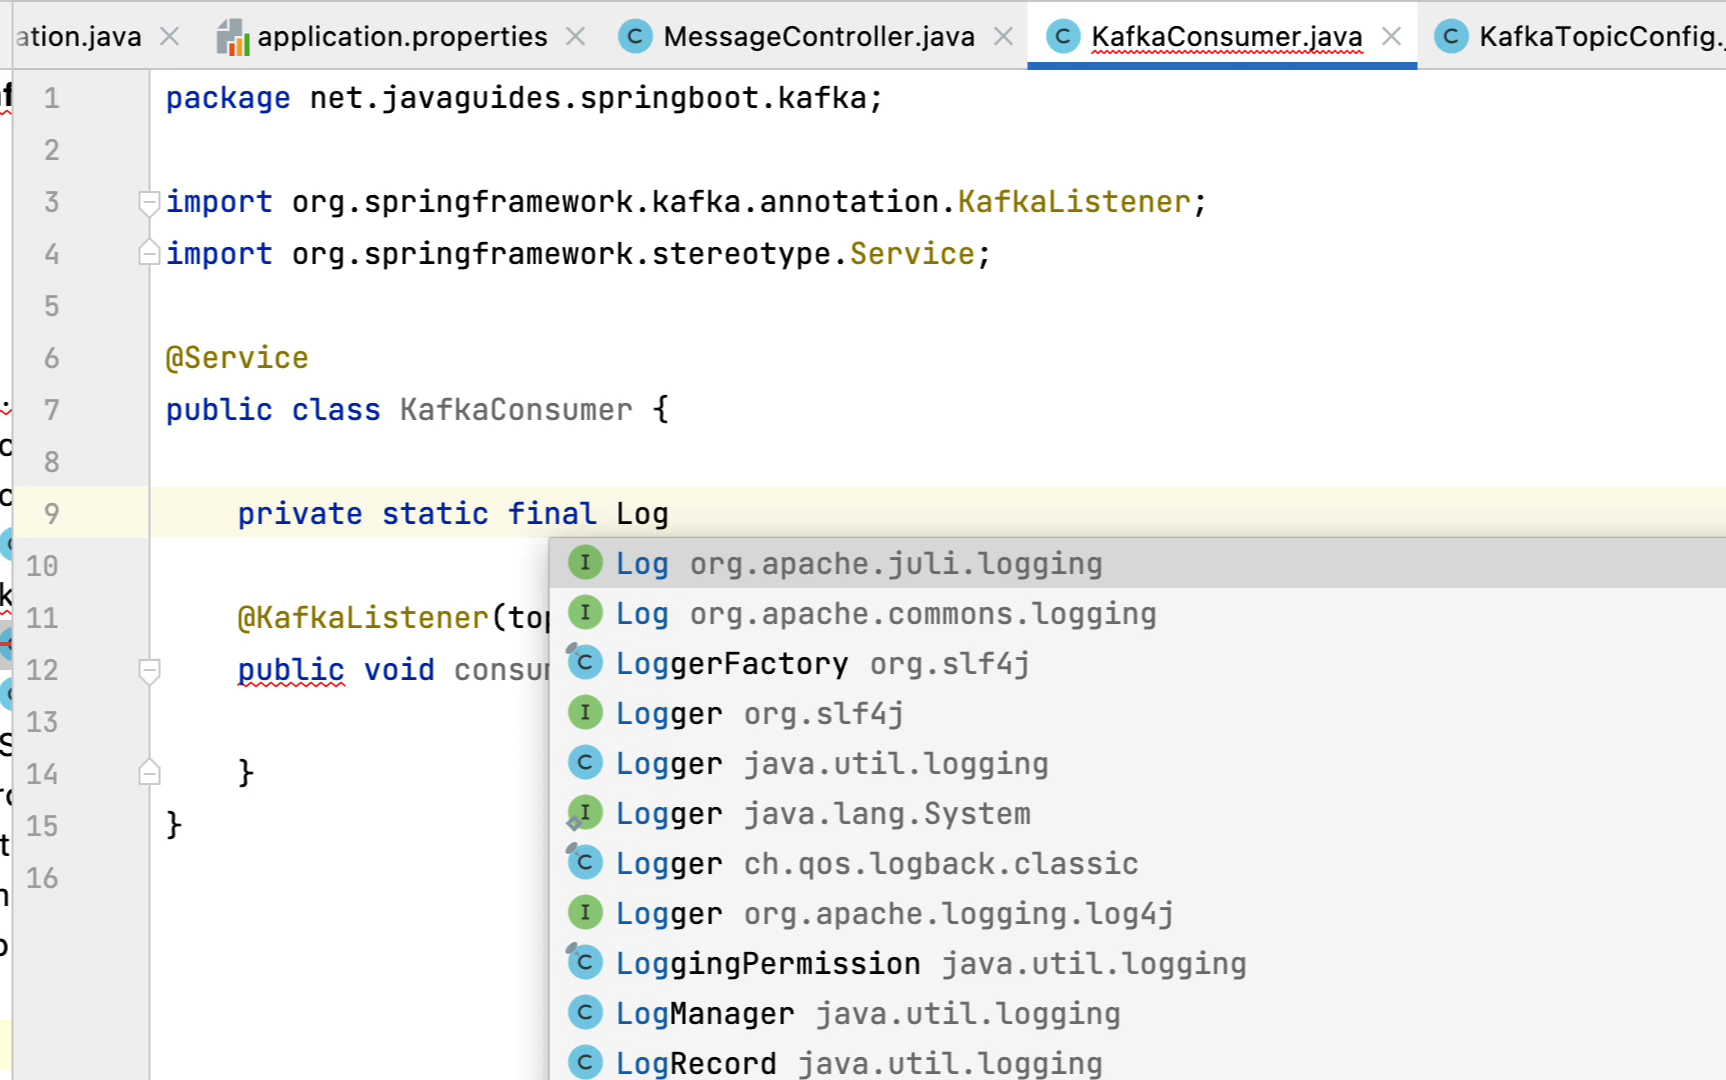 ation.java application.properties MessageController.java KafkaConsumer.java KafkaTopicConfig.
1 package net.javaguides.springboot.kafka;
2
3 import org.springframework.kafka.annotation.KafkaListener;
4 import org.springframework.stereotype.Service;
5
6 @Service
7 public class KafkaConsumer {
8
9 private static final Log
10 Log org.apache.juli.logging
Log org.apache.commons.logging
11 @KafkaListener(top
12 public void consum
LoggerFactory org.slf4j
13 Logger org.slf4j
14 }
Logger java.util.logging
15 }
Logger java.lang.System
16
Logger ch.qos.logback.classic
Logger org.apache.logging.log4j
LoggingPermission java.util.logging
LogManager java.util.logging
LogRecord java.util.logging